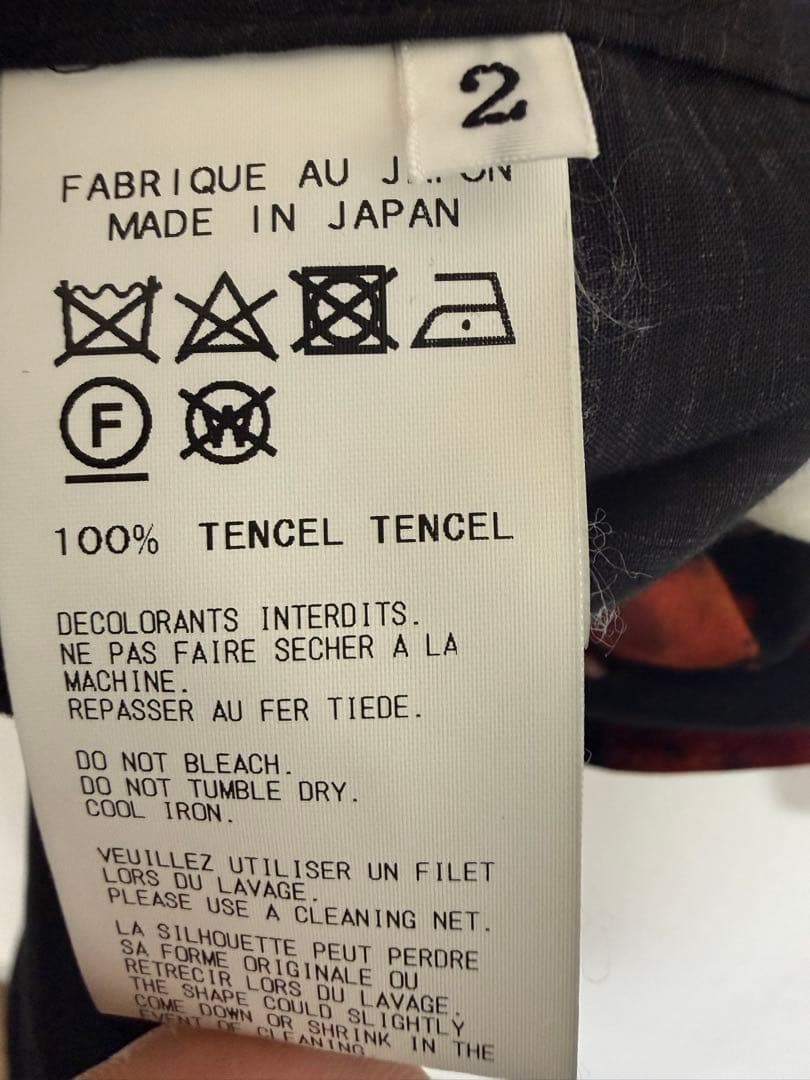 2
FABRIQUE AU
MADE IN JAPAN
F
W
100% TENCEL TENCEL
DECOLORANTS INTERDITS.
NE PAS FAIRE SECHER A LA
MACHINE.
REPASSER AU FER TIEDE.
DO NOT BLEACH.
DO NOT TUMBLE DRY.
COOL IRON.
VEUILLEZ UTILISER UN FILET
LORS DU LAVAGE.
PLEASE USE A CLEANING NET.
LA SILHOUETTE PEUT PERDRE
SA FORME ORIGINALE OU
RETRECIR LORS DU LAVAGE.
THE SHAPE COULD SLIGHTLY
COME DOWN OR SHRINK IN THE
EVENT OF CLEANING